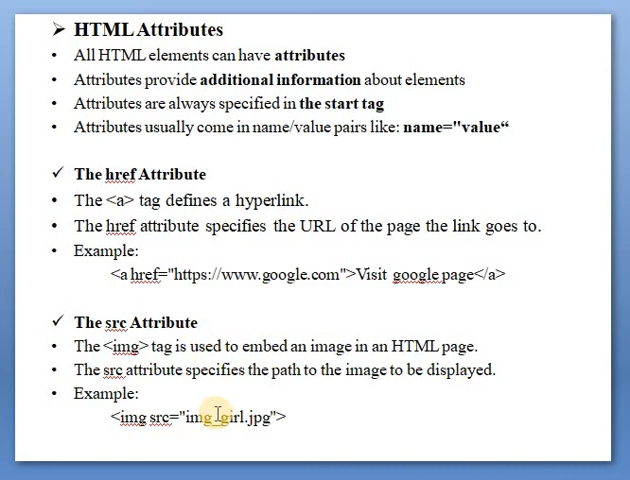 ➢ HTML Attributes
• All HTML elements can have attributes
• Attributes provide additional information about elements
• Attributes are always specified in the start tag
• Attributes usually come in name/value pairs like: name="value“
✓ The href Attribute
• The <a> tag defines a hyperlink.
• The href attribute specifies the URL of the page the link goes to.
• Example:
<a href="https://www.google.com">Visit google page</a>
✓ The src Attribute
• The <img> tag is used to embed an image in an HTML page.
• The src attribute specifies the path to the image to be displayed.
• Example:
<img src="img_girl.jpg">